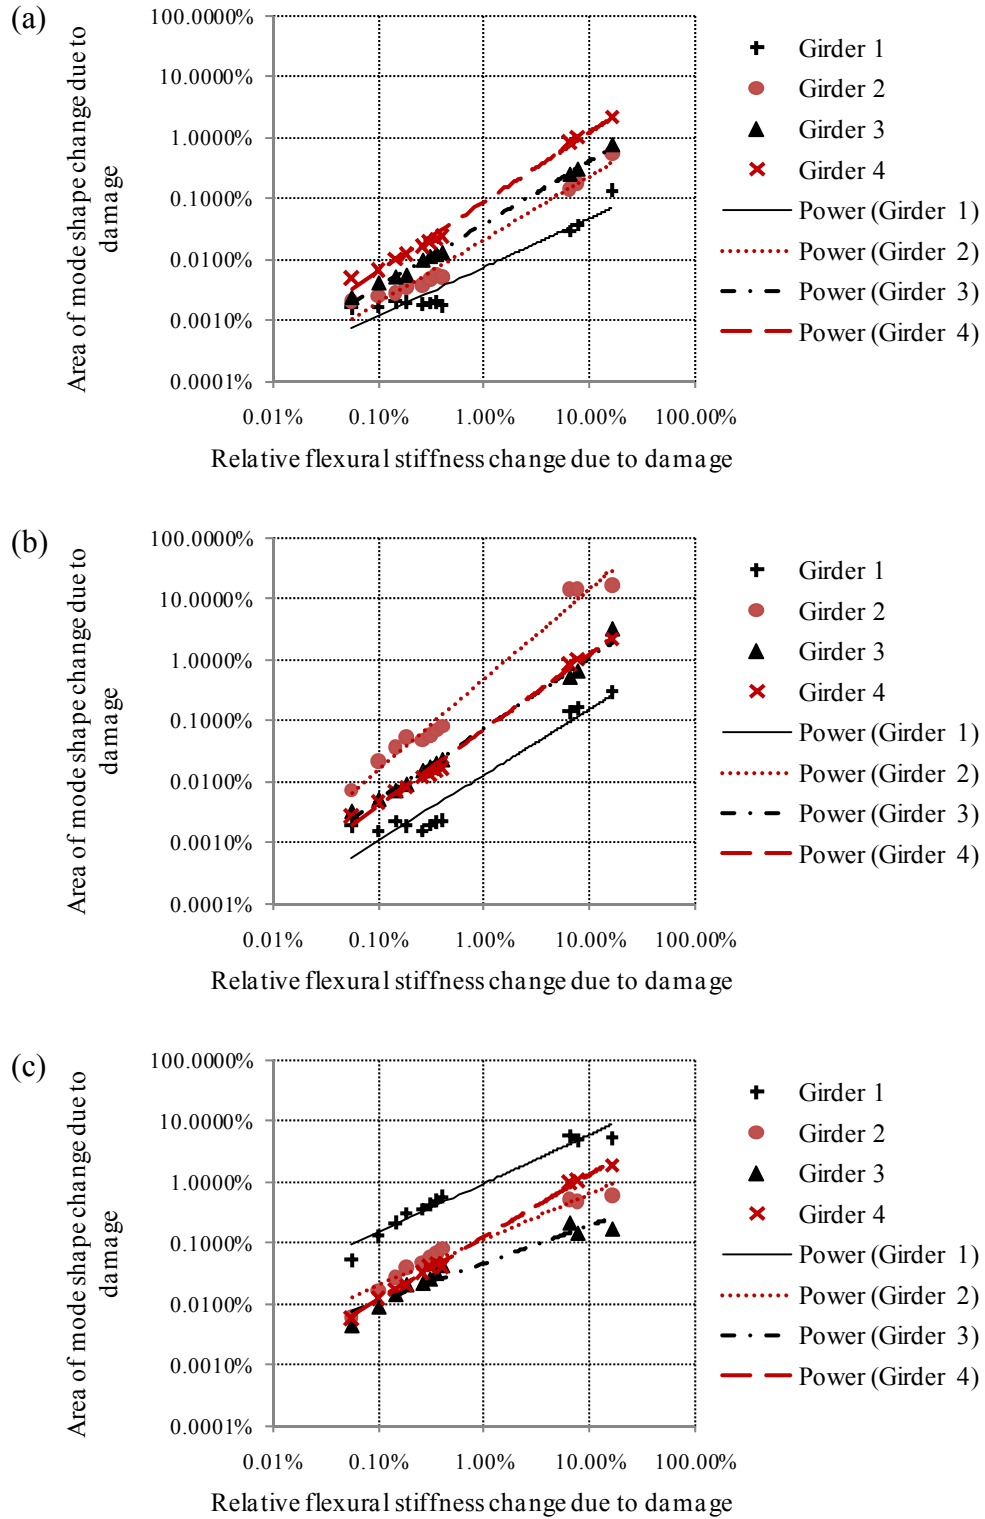 (a)
Area of mode shape change due to
damage
100.0000%
10.0000%
1.0000%
0.1000%
0.0100%
0.0010%
0.0001%
0.01%
0.10%
1.00%
10.00%
100.00%
Relative flexural stiffness change due to damage
Girder 1
Girder 2
Girder 3
Girder 4
Power (Girder 1)
Power (Girder 2)
Power (Girder 3)
Power (Girder 4)
(b)
Area of mode shape change due to
damage
100.0000%
10.0000%
1.0000%
0.1000%
0.0100%
0.0010%
0.0001%
0.01%
0.10%
1.00%
10.00%
100.00%
Relative flexural stiffness change due to damage
Girder 1
Girder 2
Girder 3
Girder 4
Power (Girder 1)
Power (Girder 2)
Power (Girder 3)
Power (Girder 4)
(c)
Area of mode shape change due to
damage
100.0000%
10.0000%
1.0000%
0.1000%
0.0100%
0.0010%
0.0001%
0.01%
0.10%
1.00%
10.00%
100.00%
Relative flexural stiffness change due to damage
Girder 1
Girder 2
Girder 3
Girder 4
Power (Girder 1)
Power (Girder 2)
Power (Girder 3)
Power (Girder 4)